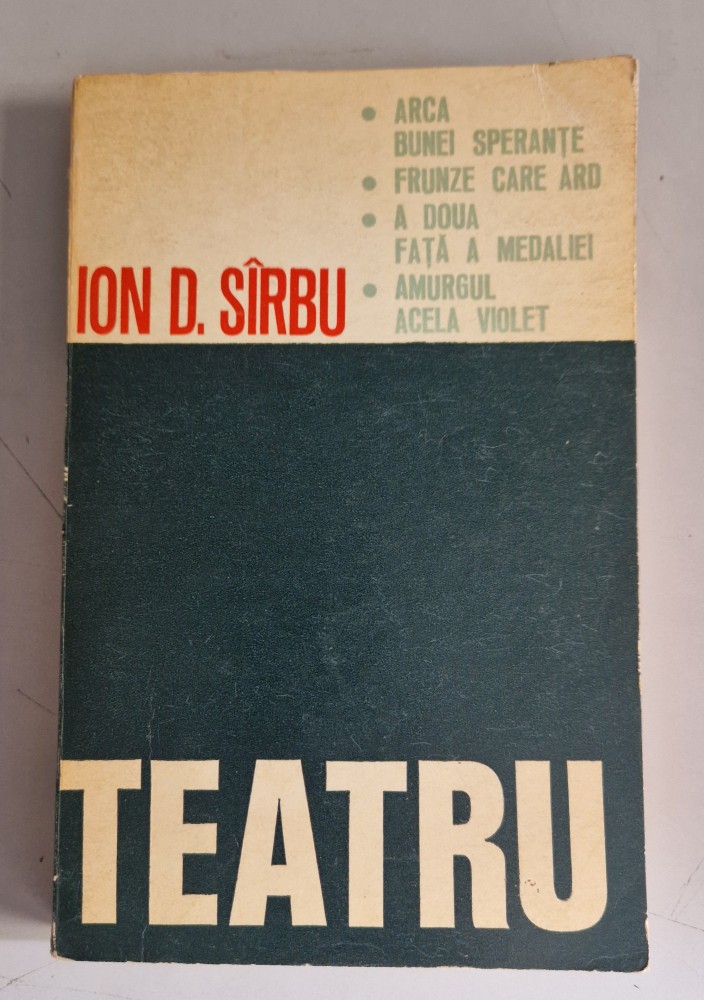 • ARCA
BUNEI SPERANȚE
• FRUNZE CARE ARD
• A DOUA
FAȚĂ A MEDALIEI
• AMURGUL
ACELA VIOLET
ION D. SÎRBU
TEATRU